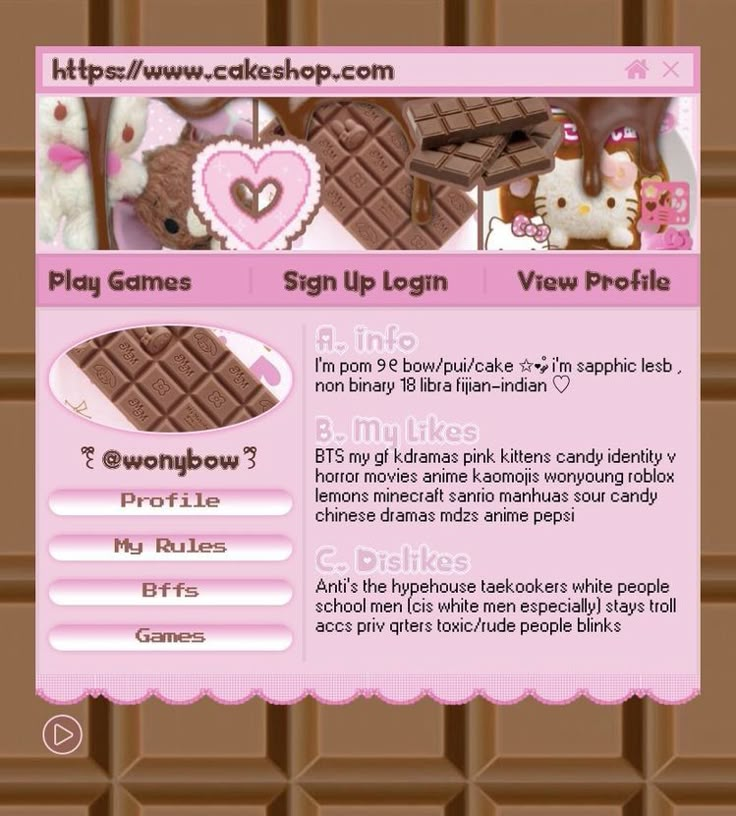 https://www.cakeshop.com
Play Games
Sign Up Login
View Profile
@wonybow
Profile
My Rules
Bffs
Games
A. info
I'm pom 9୧ bow/pui/cake ☆ i'm sapphic lesb ,
non binary 18 libra fijian-indian ♡
B. My Likes
BTS my gf kdramas pink kittens candy identity v
horror movies anime kaomojis wonyoung roblox
lemons minecraft sanrio manhuas sour candy
chinese dramas mdzs anime pepsi
C. Dislikes
Anti's the hypehouse taekookers white people
school men (cis white men especially) stays troll
accs priv qrters toxic/rude people blinks